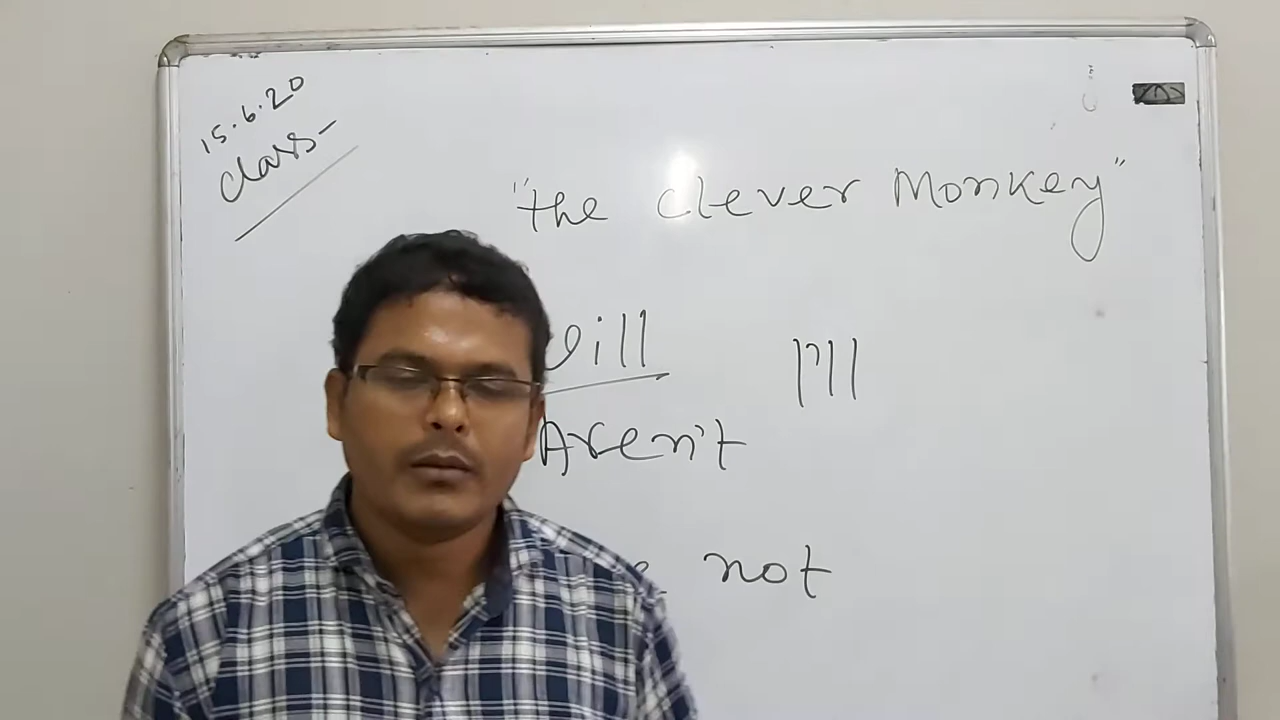 15.6.20
Class-
"the clever Monkey"
ill I'll
Aren't
not